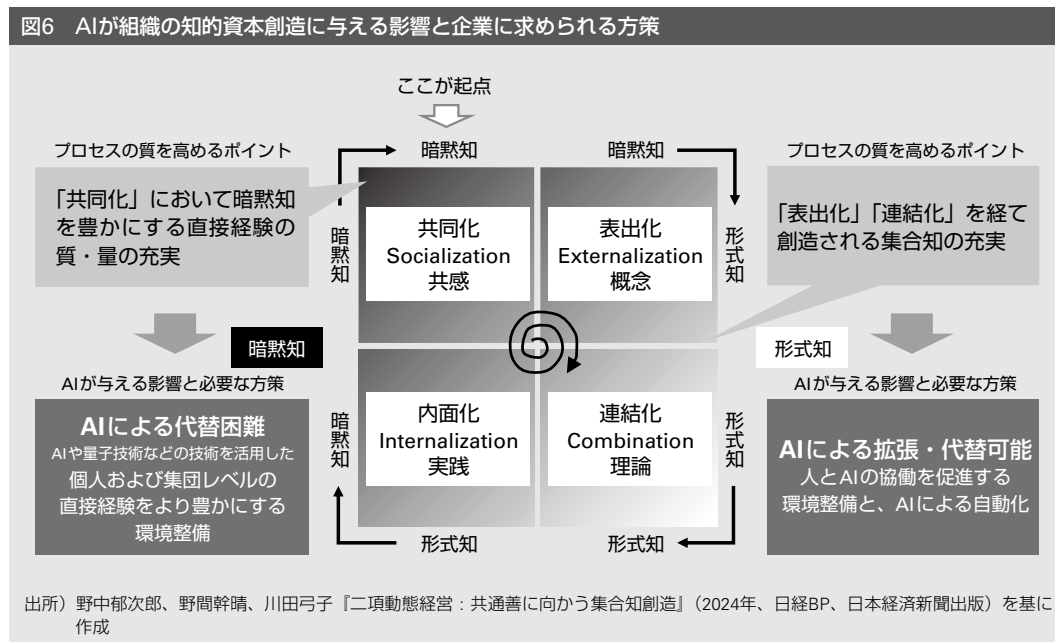 図6　AIが組織の知的資本創造に与える影響と企業に求められる方策
ここが起点
プロセスの質を高めるポイント
「共同化」において暗黙知
を豊かにする直接経験の
質・量の充実
暗黙知
暗黙知
プロセスの質を高めるポイント
「表出化」「連結化」を経て
創造される集合知の充実
暗黙知
共同化
Socialization
共感
表出化
Externalization
概念
形式知
暗黙知
形式知
AIが与える影響と必要な方策
AIによる代替困難
AIや量子技術などの技術を活用した
個人および集団レベルの
直接経験をより豊かにする
環境整備
暗黙知
内面化
Internalization
実践
連結化
Combination
理論
形式知
AIが与える影響と必要な方策
AIによる拡張・代替可能
人とAIの協働を促進する
環境整備と、AIによる自動化
形式知
形式知
出所）野中郁次郎、野間幹晴、川田弓子『二項動態経営：共通善に向かう集合知創造』（2024年、日経BP、日本経済新聞出版）を基に
作成